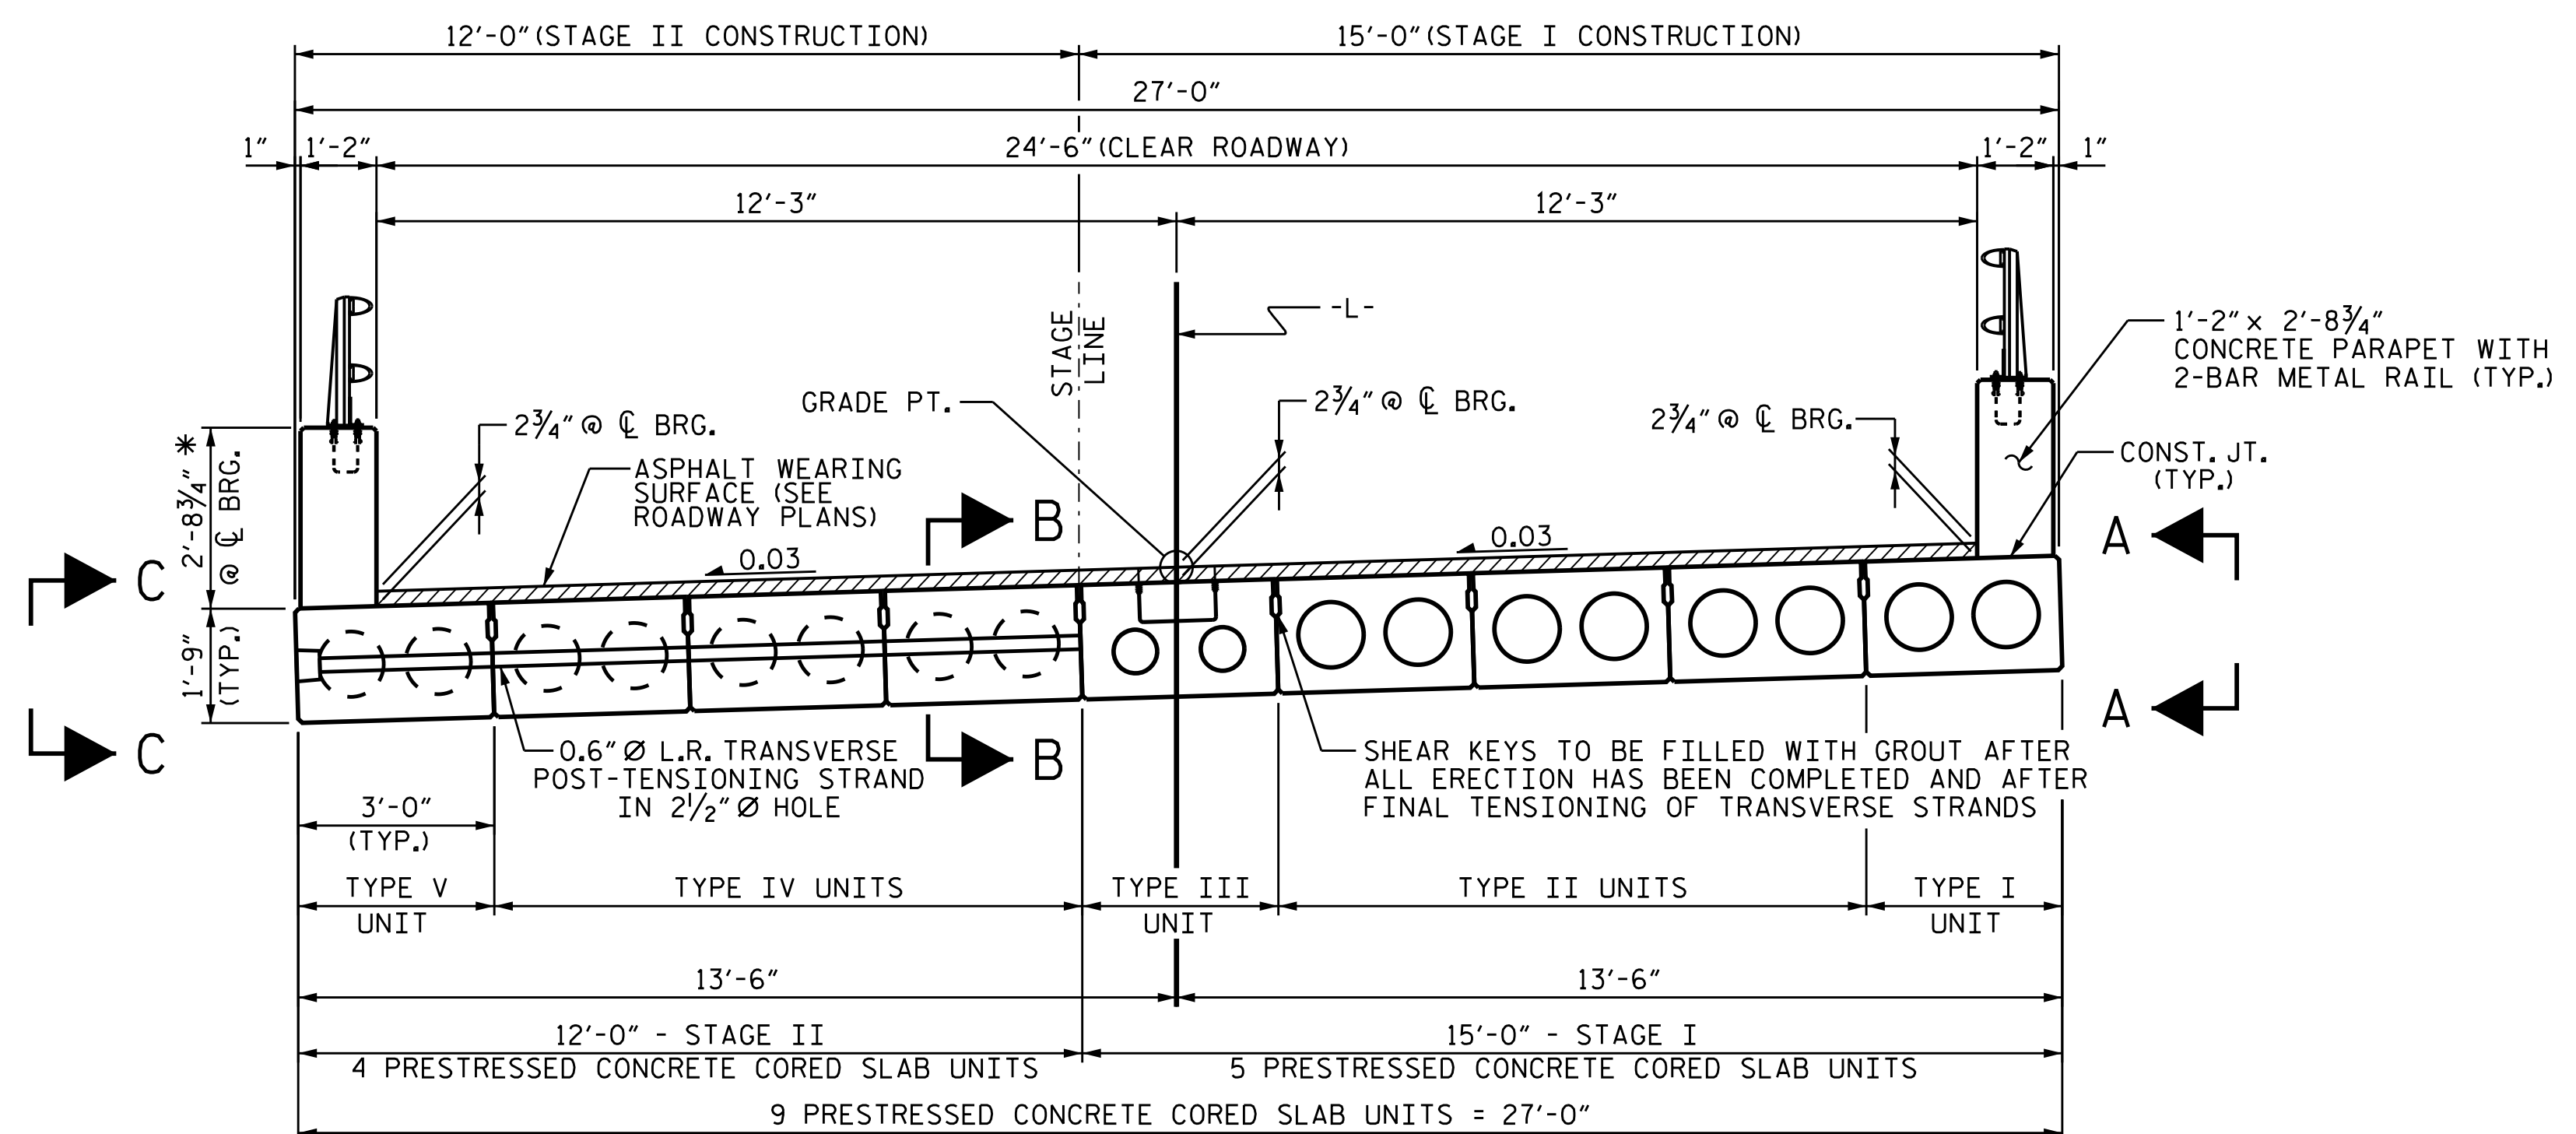 12'-0" (STAGE II CONSTRUCTION)
15'-0" (STAGE I CONSTRUCTION)
27'-0"
1"
1'-2"
24'-6" (CLEAR ROADWAY)
1'-2"
1"
12'-3"
12'-3"
STAGE
LINE
-L-
1'-2" x 2'-8¾"
CONCRETE PARAPET WITH
2-BAR METAL RAIL (TYP.)
GRADE PT.
2¾" @ ℄ BRG.
2¾" @ ℄ BRG.
2¾" @ ℄ BRG.
ASPHALT WEARING
SURFACE (SEE
ROADWAY PLANS)
CONST. JT.
(TYP.)
2'-8¾" *
@ ℄ BRG.
B
A
C
0.03
0.03
1'-9"
(TYP.)
C
B
A
0.6" Ø L.R. TRANSVERSE
POST-TENSIONING STRAND
IN 2½" Ø HOLE
SHEAR KEYS TO BE FILLED WITH GROUT AFTER
ALL ERECTION HAS BEEN COMPLETED AND AFTER
FINAL TENSIONING OF TRANSVERSE STRANDS
3'-0"
(TYP.)
TYPE V
UNIT
TYPE IV UNITS
TYPE III
UNIT
TYPE II UNITS
TYPE I
UNIT
13'-6"
13'-6"
12'-0" - STAGE II
4 PRESTRESSED CONCRETE CORED SLAB UNITS
15'-0" - STAGE I
5 PRESTRESSED CONCRETE CORED SLAB UNITS
9 PRESTRESSED CONCRETE CORED SLAB UNITS = 27'-0"